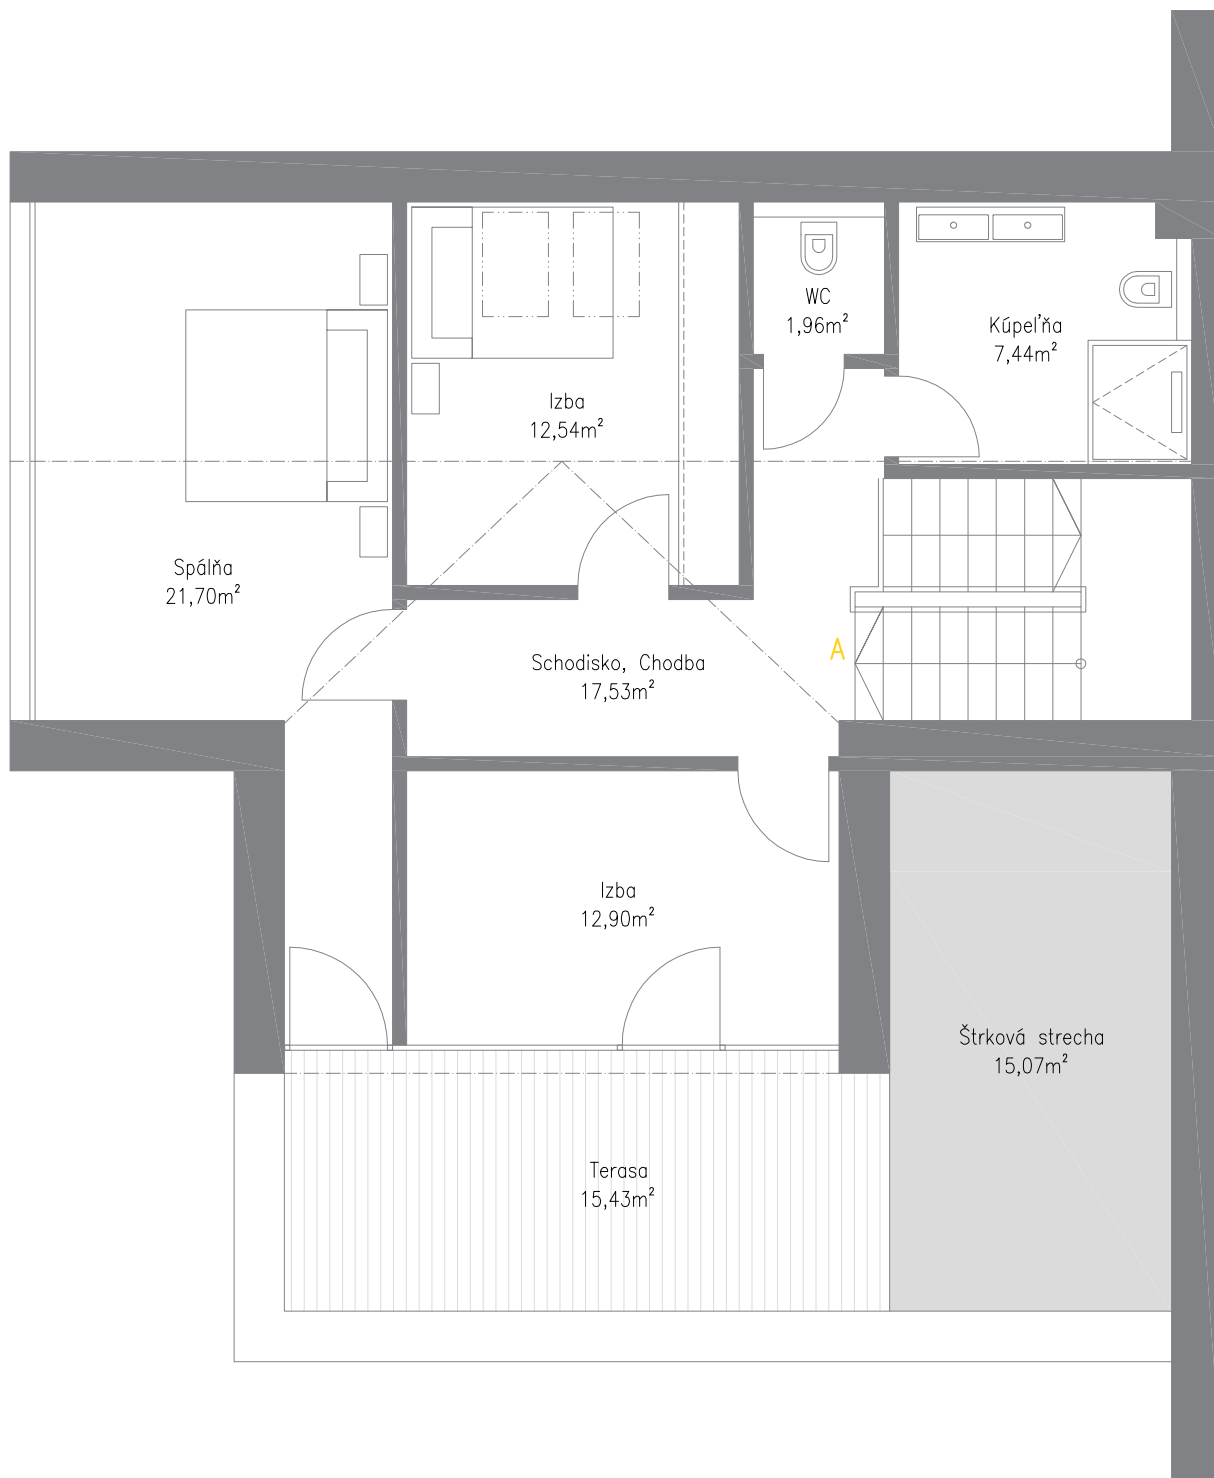 WC
1,96m²
Kúpeľňa
7,44m²
Izba
12,54m²
Spálňa
21,70m²
A
Schodisko, Chodba
17,53m²
Izba
12,90m²
Štrková strecha
15,07m²
Terasa
15,43m²